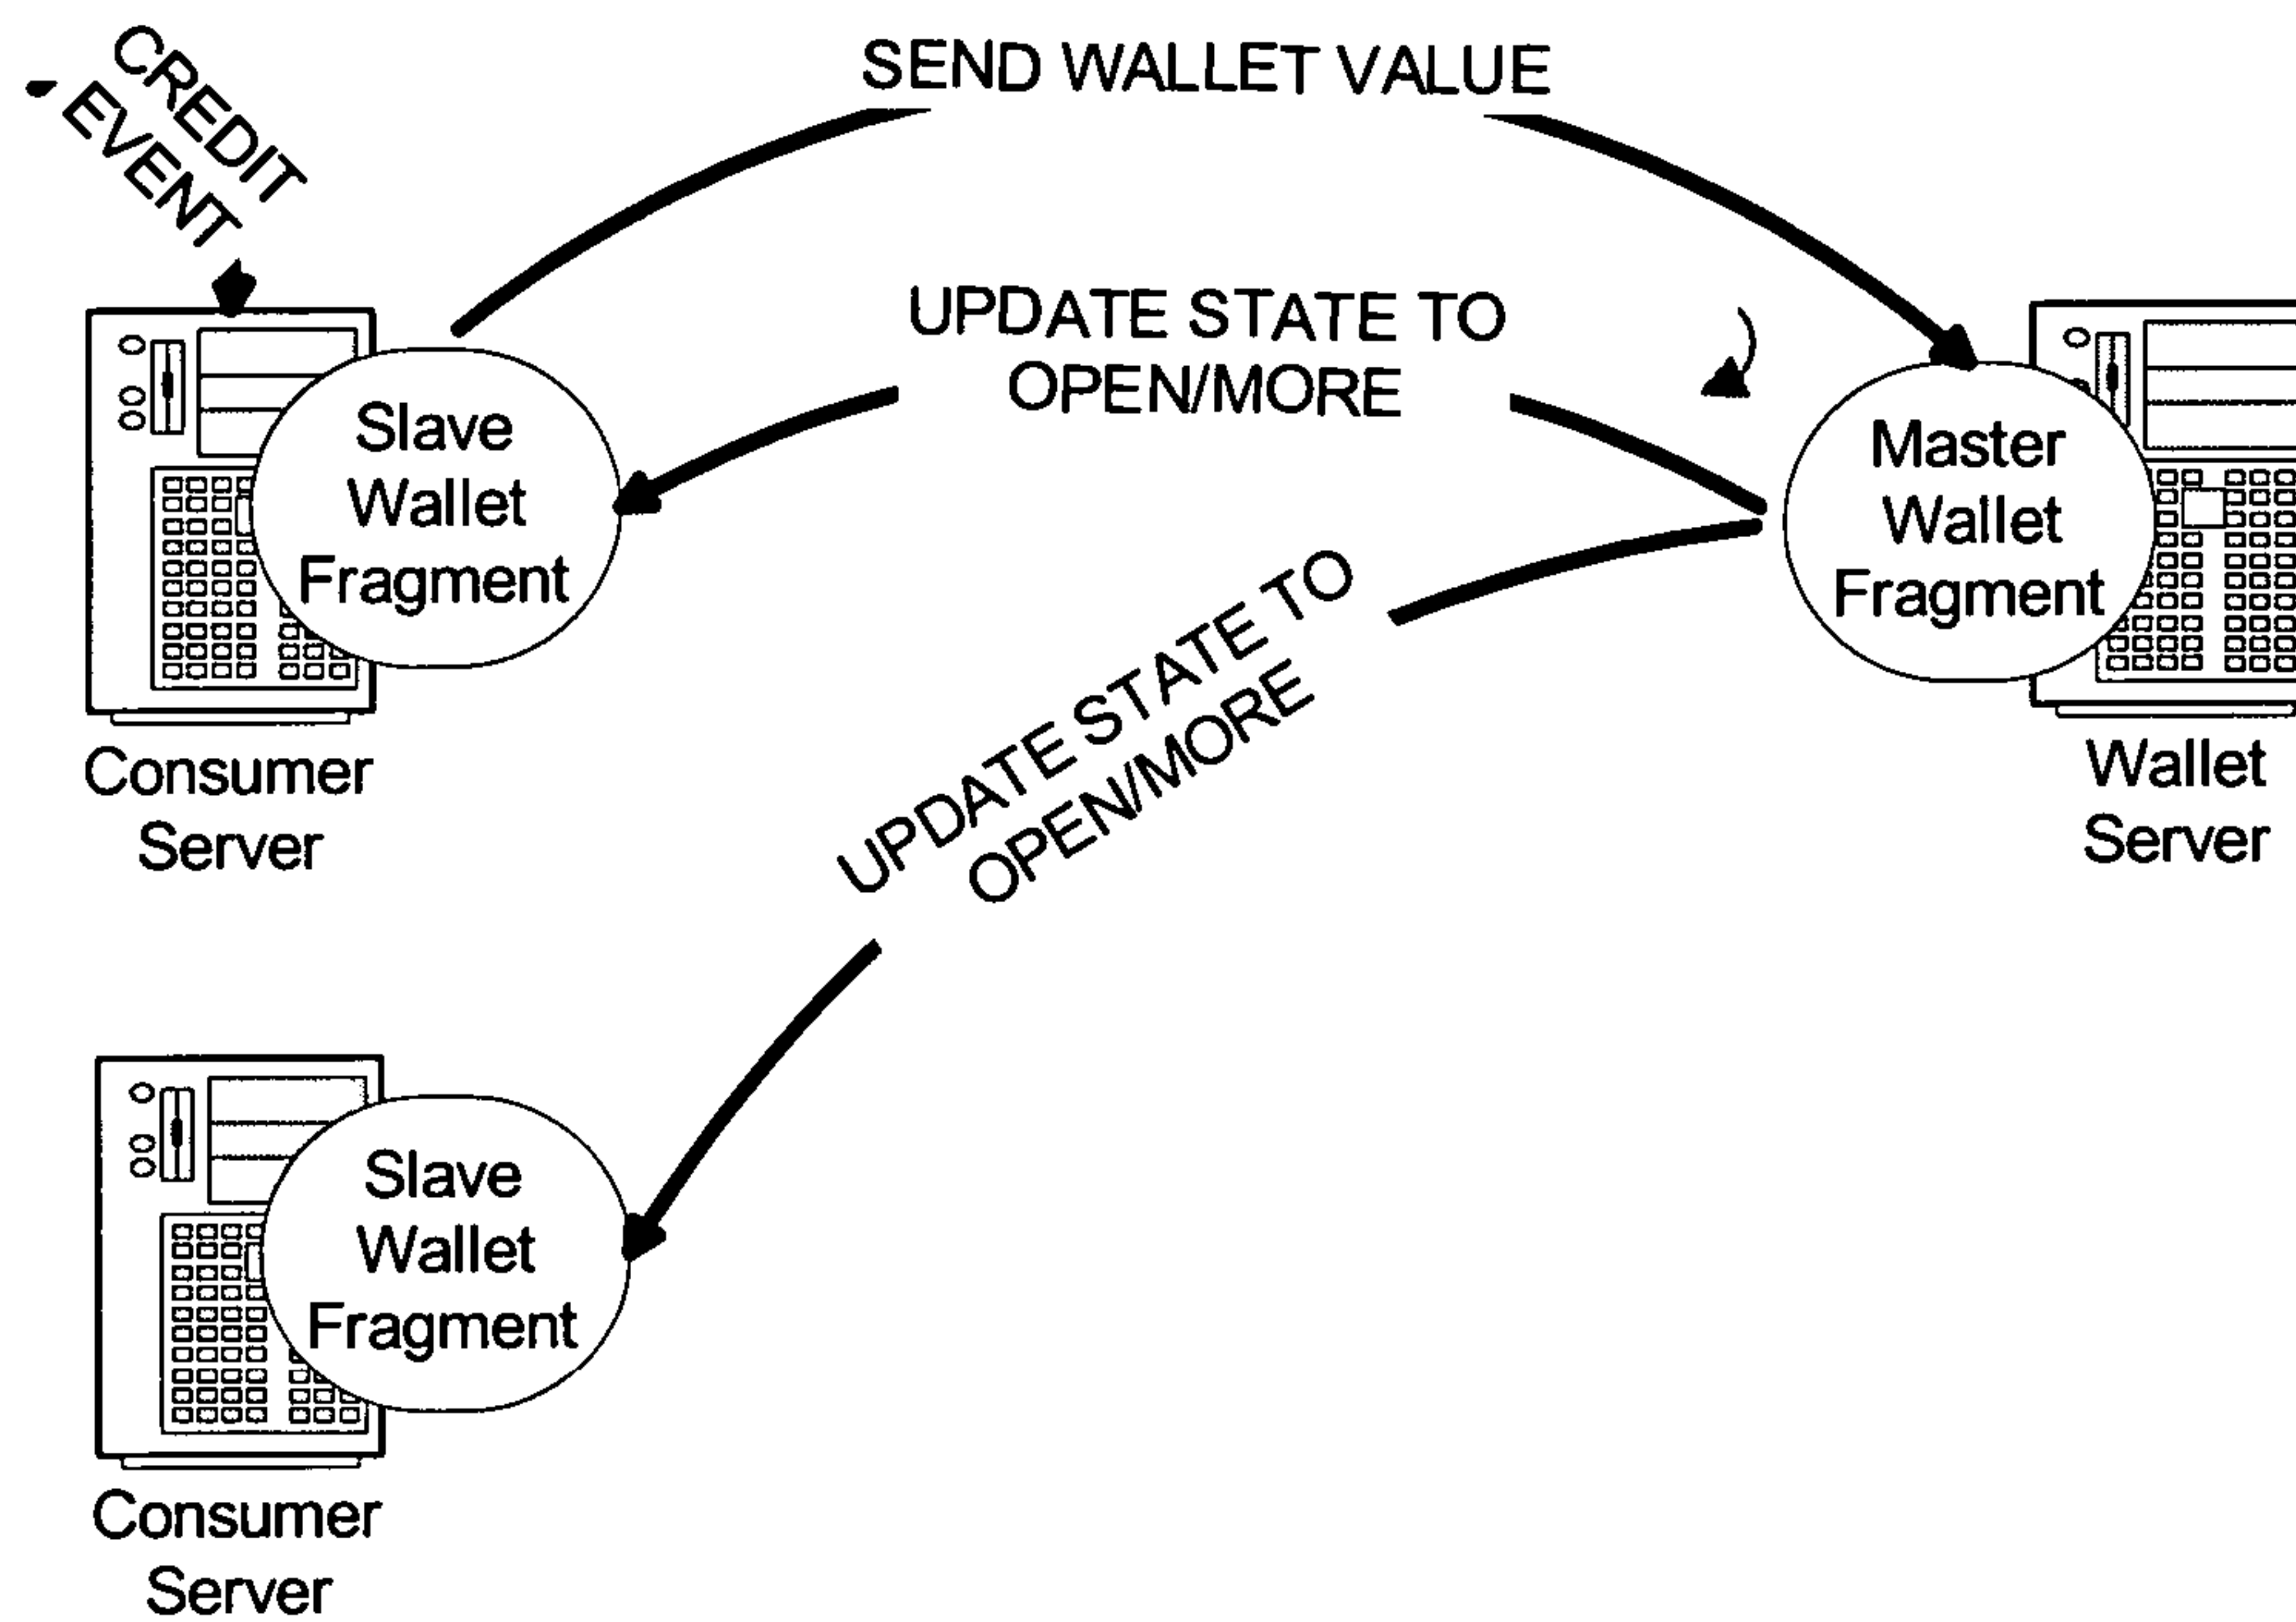 CREDIT
EVENT
SEND WALLET VALUE
UPDATE STATE TO
OPEN/MORE
Slave
Wallet
Fragment
Master
Wallet
Fragment
Consumer
Server
Wallet
Server
UPDATE STATE TO
OPEN/MORE
Slave
Wallet
Fragment
Consumer
Server